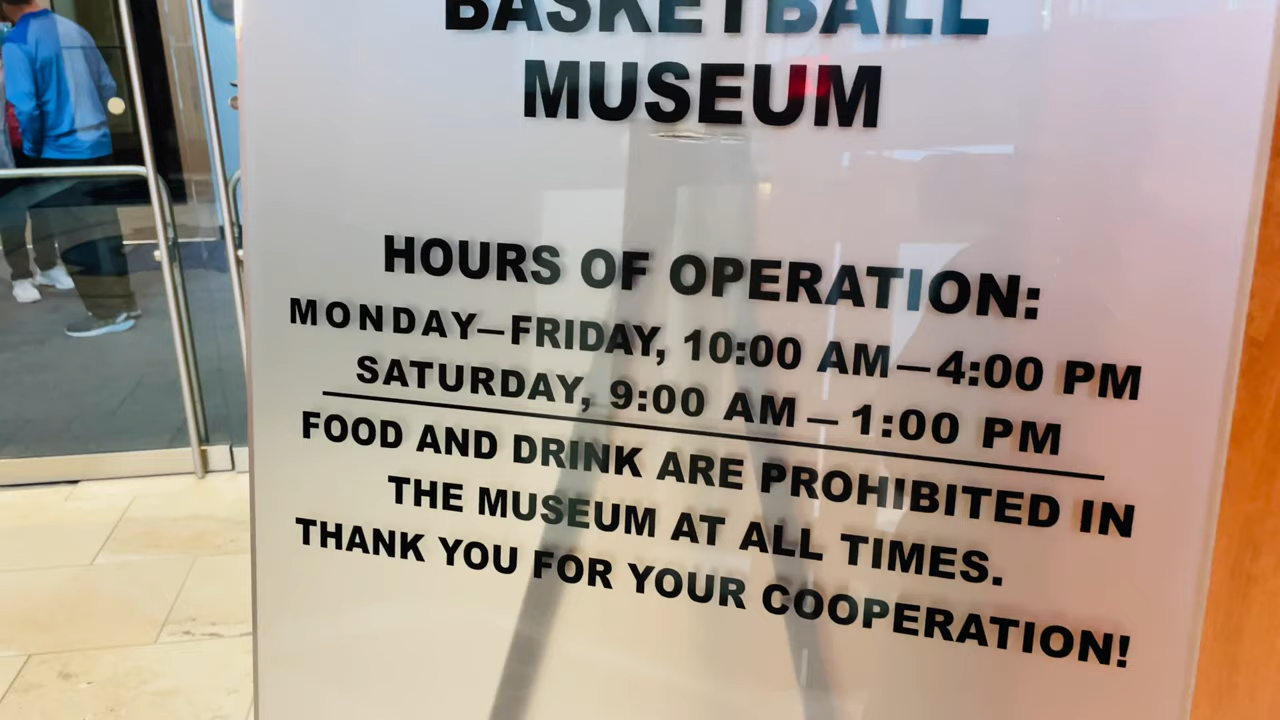 BASKETBALL
MUSEUM
HOURS OF OPERATION:
MONDAY—FRIDAY, 10:00 AM—4:00 PM
SATURDAY, 9:00 AM — 1:00 PM
FOOD AND DRINK ARE PROHIBITED IN
THE MUSEUM AT ALL TIMES.
THANK YOU FOR YOUR COOPERATION!